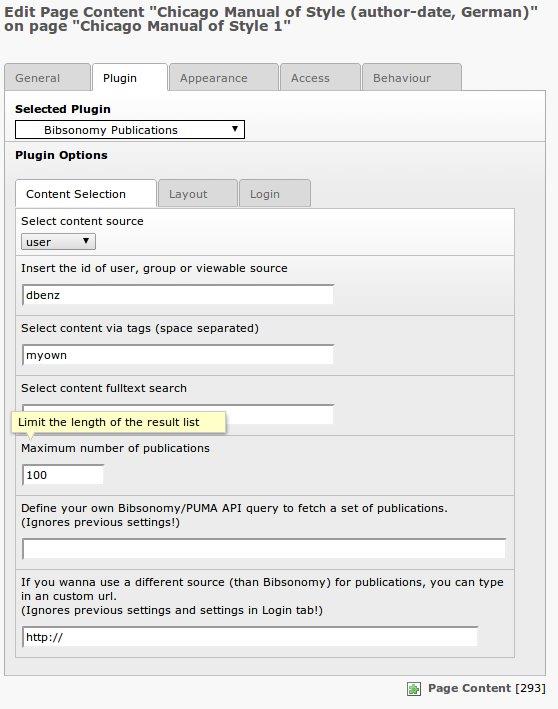 Edit Page Content "Chicago Manual of Style (author-date, German)"
on page "Chicago Manual of Style 1"
General Plugin Appearance Access Behaviour
Selected Plugin
Bibsonomy Publications
Plugin Options
Content Selection Layout Login
Select content source
user
Insert the id of user, group or viewable source
dbenz
Select content via tags (space separated)
myown
Select content fulltext search
Limit the length of the result list
Maximum number of publications
100
Define your own Bibsonomy/PUMA API query to fetch a set of publications.
(Ignores previous settings!)
If you wanna use a different source (than Bibsonomy) for publications, you can type
in an custom url.
(Ignores previous settings and settings in Login tab!)
http://
Page Content [293]